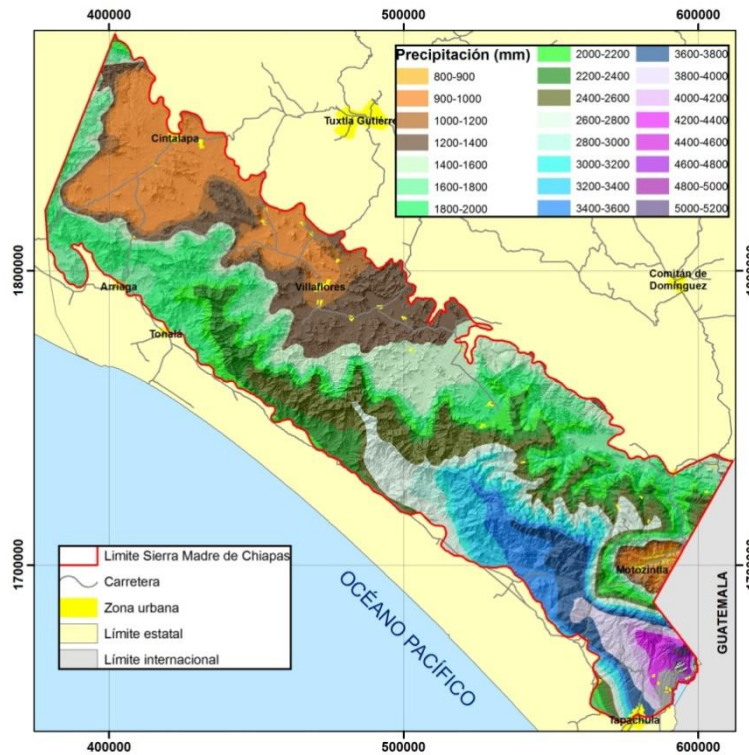 400000
500000
600000
Precipitación (mm)
800-900
900-1000
1000-1200
1200-1400
1400-1600
1600-1800
1800-2000
2000-2200
2200-2400
2400-2600
2600-2800
2800-3000
3000-3200
3200-3400
3400-3600
3600-3800
3800-4000
4000-4200
4200-4400
4400-4600
4600-4800
4800-5000
5000-5200
Tuxtla Gutiérre
Cintalapa
1800000
Comitán de
Domínguez
Arriaga
Villaflores
Tonalá
1700000
Motozintla
Límite Sierra Madre de Chiapas
Carretera
Zona urbana
Límite estatal
Límite internacional
OCÉANO PACÍFICO
GUATEMALA
Tapachula
400000
500000
600000